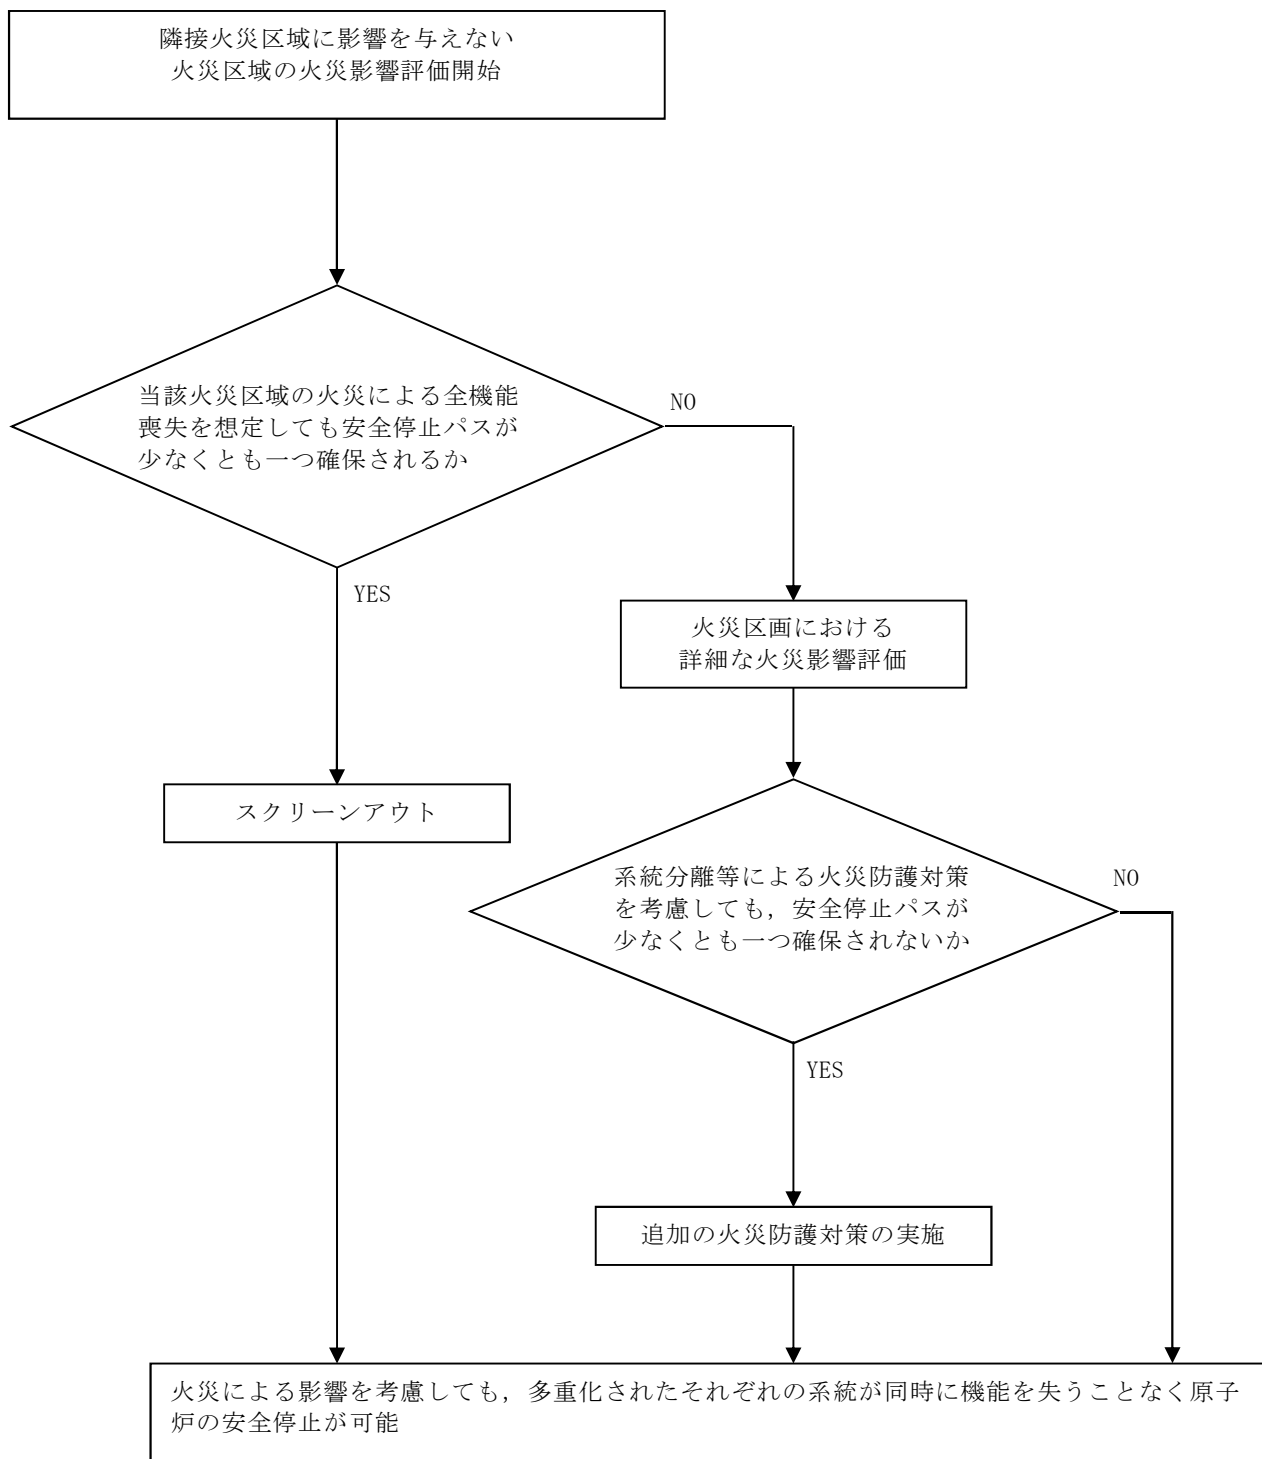 隣接火災区域に影響を与えない
火災区域の火災影響評価開始
当該火災区域の火災による全機能
喪失を想定しても安全停止パスが
少なくとも一つ確保されるか
NO
YES
火災区画における
詳細な火災影響評価
スクリーンアウト
系統分離等による火災防護対策
を考慮しても，安全停止パスが
少なくとも一つ確保されないか
NO
YES
追加の火災防護対策の実施
火災による影響を考慮しても，多重化されたそれぞれの系統が同時に機能を失うことなく原子
炉の安全停止が可能